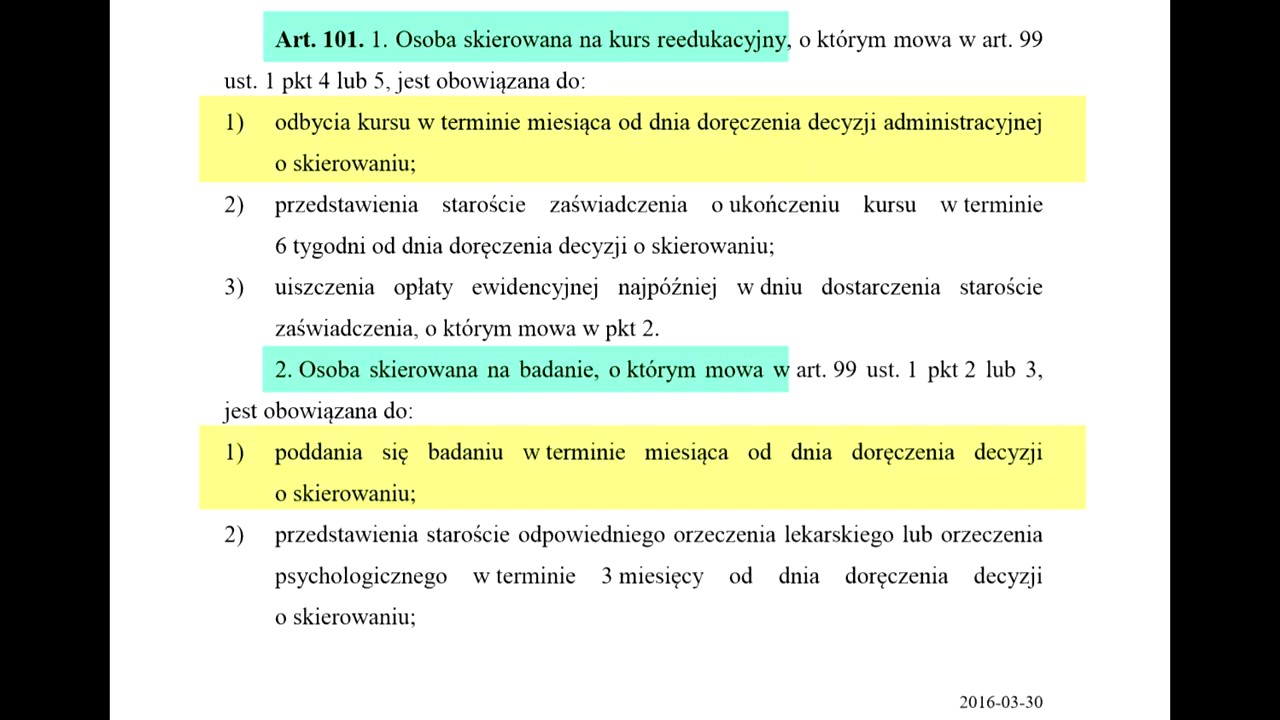 Art. 101. 1. Osoba skierowana na kurs reedukacyjny, o którym mowa w art. 99
ust. 1 pkt 4 lub 5, jest obowiązana do:
1) odbycia kursu w terminie miesiąca od dnia doręczenia decyzji administracyjnej
o skierowaniu;
2) przedstawienia staroście zaświadczenia o ukończeniu kursu w terminie
6 tygodni od dnia doręczenia decyzji o skierowaniu;
3) uiszczenia opłaty ewidencyjnej najpóźniej w dniu dostarczenia staroście
zaświadczenia, o którym mowa w pkt 2.
2. Osoba skierowana na badanie, o którym mowa w art. 99 ust. 1 pkt 2 lub 3,
jest obowiązana do:
1) poddania się badaniu w terminie miesiąca od dnia doręczenia decyzji
o skierowaniu;
2) przedstawienia staroście odpowiedniego orzeczenia lekarskiego lub orzeczenia
psychologicznego w terminie 3 miesięcy od dnia doręczenia decyzji
o skierowaniu;
2016-03-30